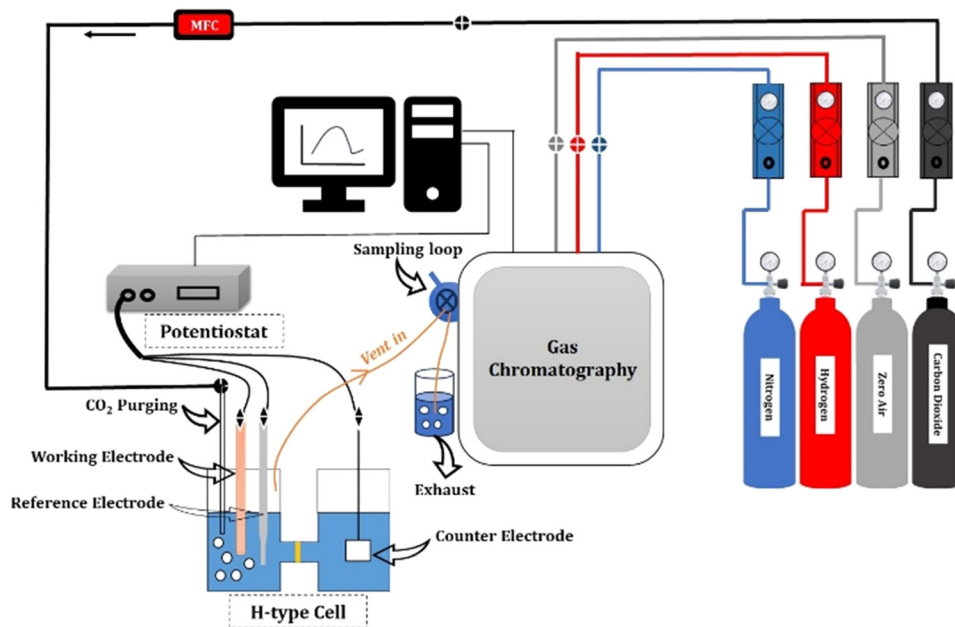 MFC
Sampling loop
Potentiostat
Vent in
Gas
Chromatography
Nitrogen
Hydrogen
Zero Air
Carbon Dioxide
CO₂ Purging
Working Electrode
Reference Electrode
Exhaust
Counter Electrode
H-type Cell